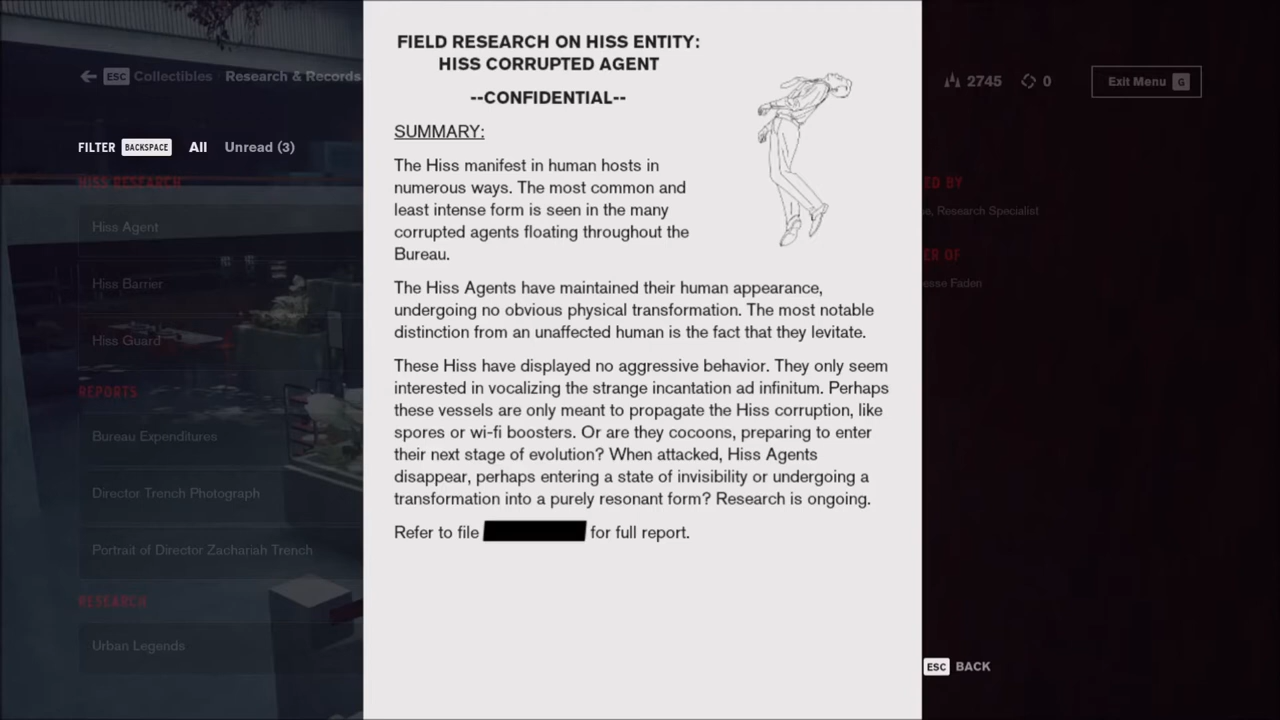 FIELD RESEARCH ON HISS ENTITY:
HISS CORRUPTED AGENT
--CONFIDENTIAL--
SUMMARY:
The Hiss manifest in human hosts in
numerous ways. The most common and
least intense form is seen in the many
corrupted agents floating throughout the
Bureau.
The Hiss Agents have maintained their human appearance,
undergoing no obvious physical transformation. The most notable
distinction from an unaffected human is the fact that they levitate.
These Hiss have displayed no aggressive behavior. They only seem
interested in vocalizing the strange incantation ad infinitum. Perhaps
these vessels are only meant to propagate the Hiss corruption, like
spores or wi-fi boosters. Or are they cocoons, preparing to enter
their next stage of evolution? When attacked, Hiss Agents
disappear, perhaps entering a state of invisibility or undergoing a
transformation into a purely resonant form? Research is ongoing.
Refer to file for full report.
ESC Collectibles Research & Records
FILTER BACKSPACE All Unread (3)
HISS RESEARCH
Hiss Agent
Hiss Barrier
Hiss Guard
REPORTS
Bureau Expenditures
Director Trench Photograph
Portrait of Director Zachariah Trench
RESEARCH
Urban Legends
2745 0
Exit Menu G
ED BY
e, Research Specialist
ER OF
esse Faden
ESC BACK